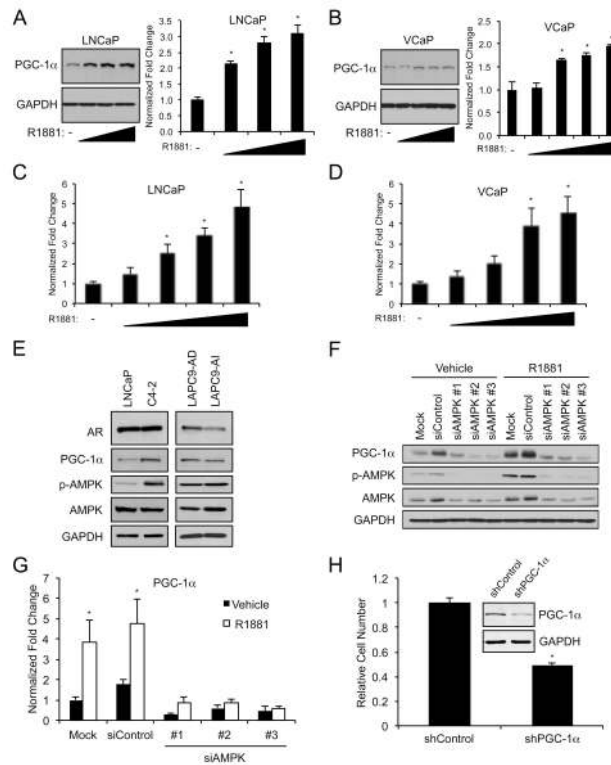 A
LNCaP
PGC-1α
GAPDH
R1881: -
LNCaP
Normalized Fold Change
3.5
3.0
2.5
2.0
1.5
1.0
0.5
0
* * *
R1881: -
B
VCaP
PGC-1α
GAPDH
R1881: -
VCaP
Normalized Fold Change
2.5
2.0
1.5
1.0
0.5
0.0
* *
R1881: -
C
LNCaP
Normalized Fold Change
6
5
4
3
2
1
0
* * *
R1881: -
D
VCaP
Normalized Fold Change
6
5
4
3
2
1
0
* *
R1881: -
E
LNCaP
C4-2
LAPC9-AD
LAPC9-AI
AR
PGC-1α
p-AMPK
AMPK
GAPDH
F
Vehicle
R1881
Mock
siControl
siAMPK #1
siAMPK #2
siAMPK #3
Mock
siControl
siAMPK #1
siAMPK #2
siAMPK #3
PGC-1α
p-AMPK
AMPK
GAPDH
G
PGC-1α
Normalized Fold Change
7
6
5
4
3
2
1
0
Vehicle
R1881
* *
Mock siControl #1 #2 #3
siAMPK
H
Relative Cell Number
1.2
1
0.8
0.6
0.4
0.2
0
shControl
shPGC-1α
PGC-1α
GAPDH
*
shControl shPGC-1α